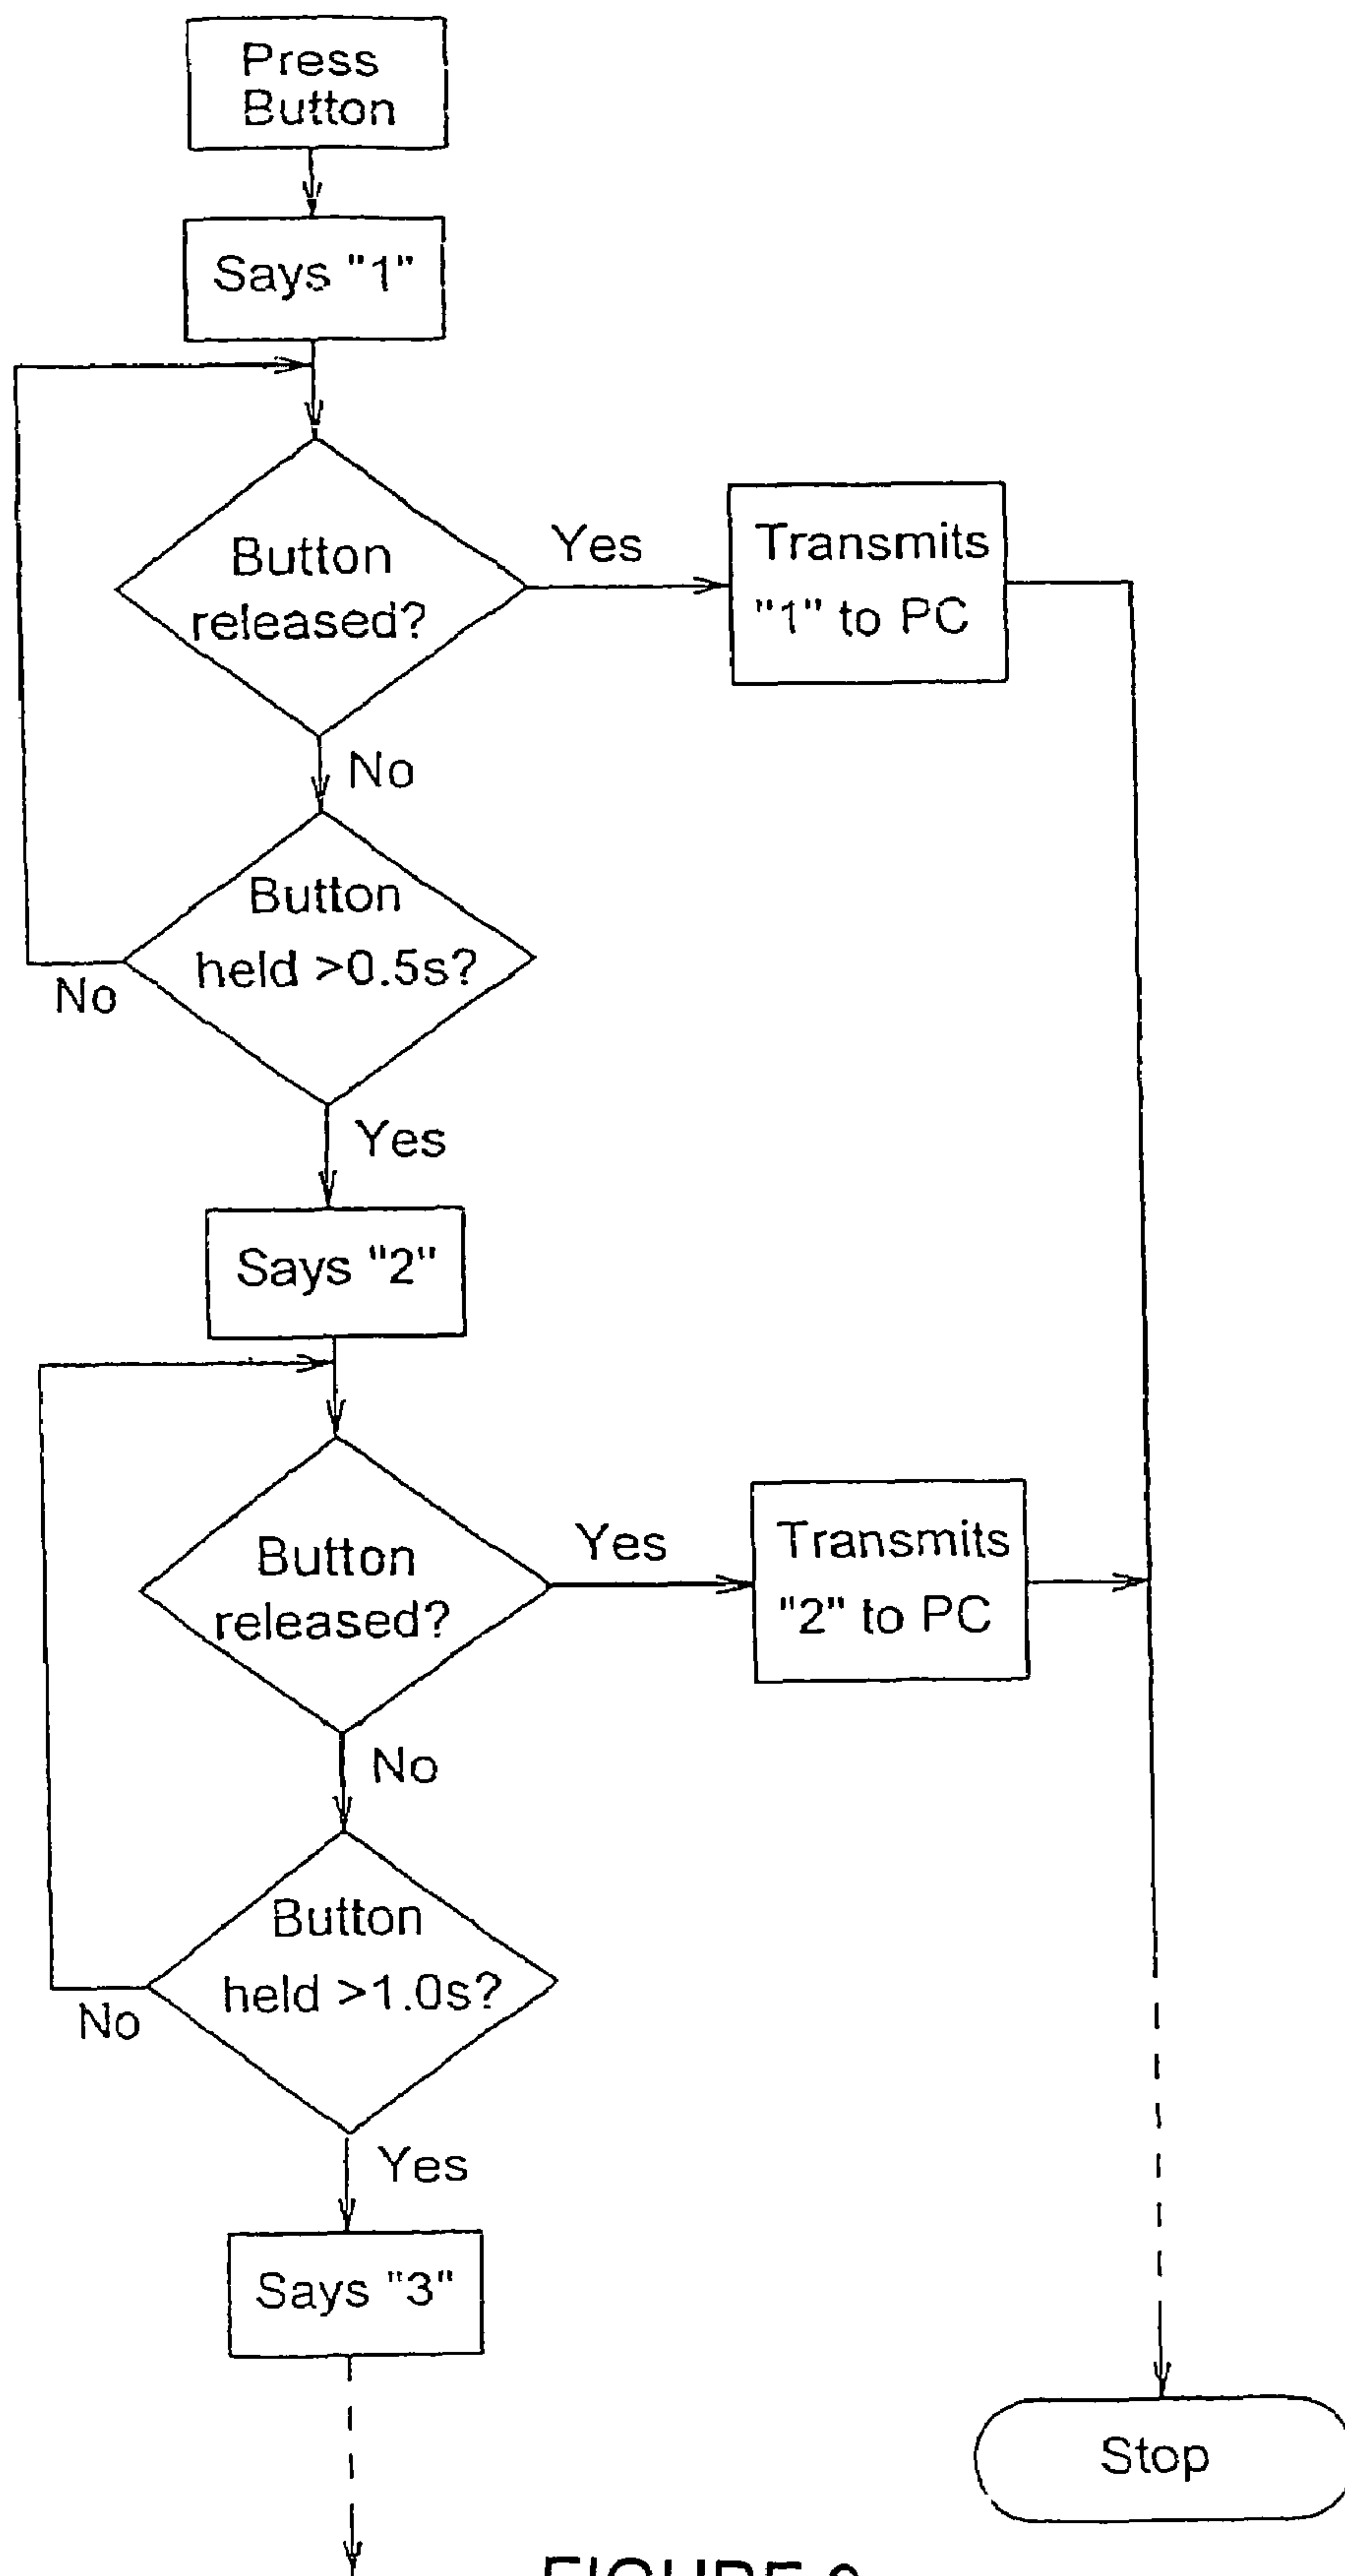 Press
Button
Says "1"
Button
released?
Yes
Transmits
"1" to PC
No
Button
held >0.5s?
No
Yes
Says "2"
Button
released?
Yes
Transmits
"2" to PC
No
Button
held >1.0s?
No
Yes
Says "3"
Stop
FIGURE